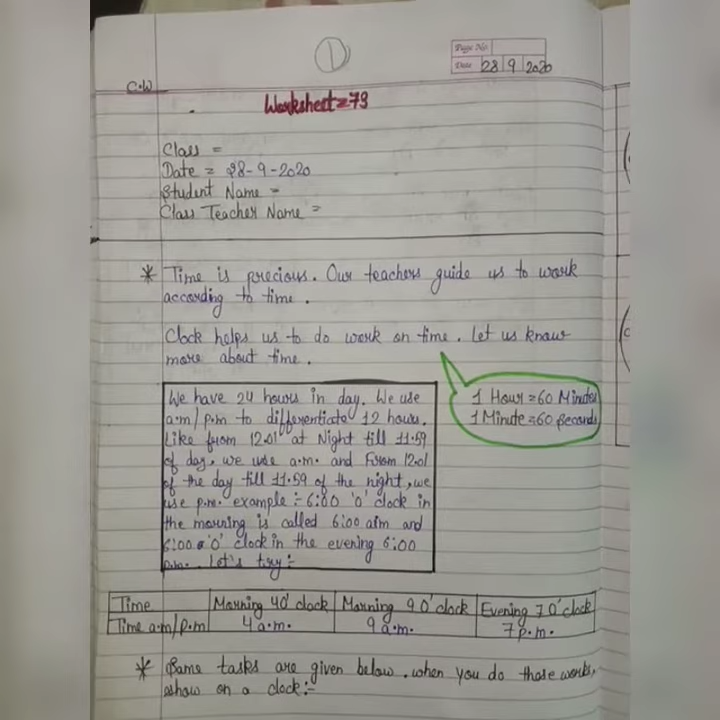 1
Page No.
Date 28 9 2020
C.W
Worksheet=73
Class =
Date = 28-9-2020
Student Name =
Class Teacher Name =
* Time is precious. Our teachers guide us to work
according to time.
Clock helps us to do work on time. Let us know
more about time.
We have 24 hours in day. We use
a.m/p.m to differentiate 12 hours.
Like from 12.01 at Night till 11.59
of day, we use a.m. and From 12.01
of the day till 11.59 of the night, we
use p.m. example :- 6:00 'O' clock in
the morning is called 6:00 a.m and
6:00 'O' clock in the evening 6:00
p.m. Let's try:-
1 Hour = 60 Minutes
1 Minute = 60 Seconds
Time Morning 4 O' clock Morning 9 O' clock Evening 7 O' clock
Time a.m/p.m 4 a.m. 9 a.m. 7 p.m.
* Same tasks are given below. when you do those works,
show on a clock:-